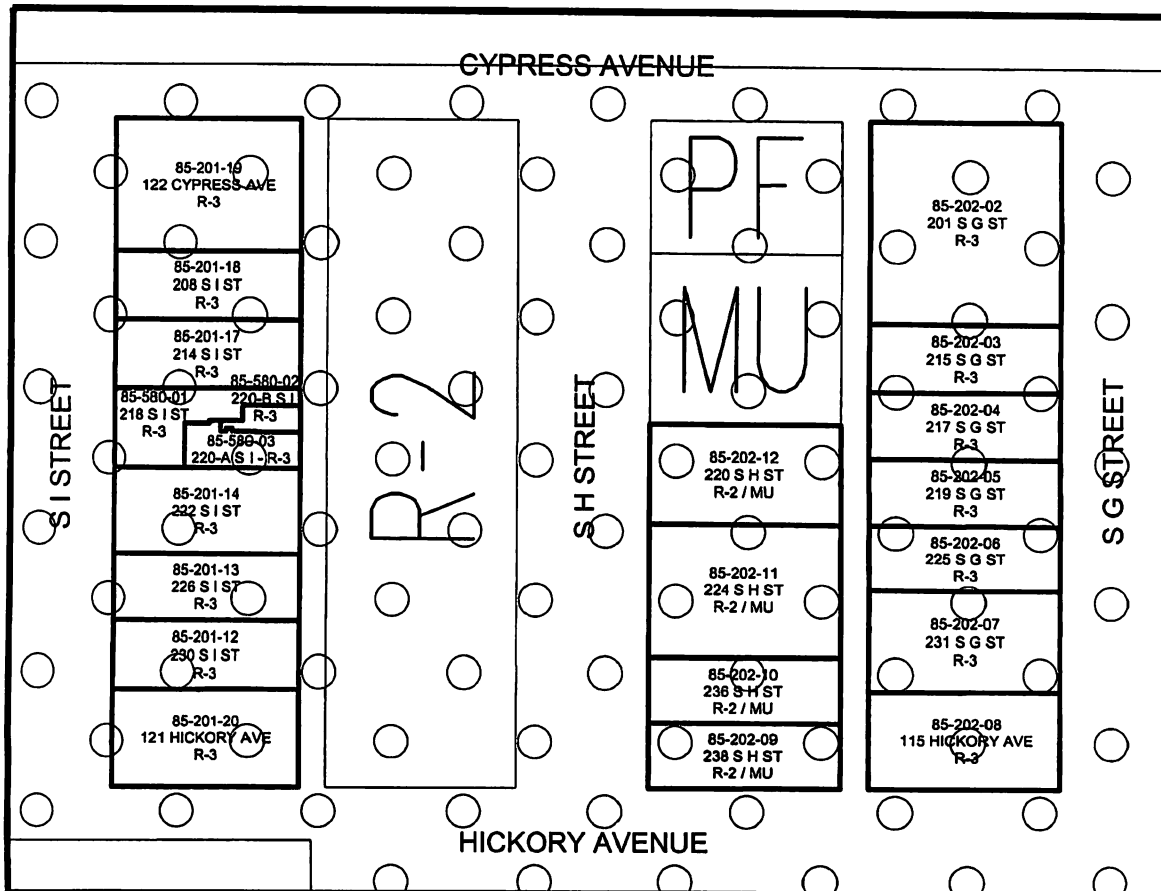 CYPRESS AVENUE
85-201-19
122 CYPRESS AVE
R-3
85-201-18
208 S I ST
R-3
85-201-17
214 S I ST
R-3
85-580-01
218 S I ST
R-3
85-580-02
220-B S I
R-3
85-580-03
220-A S I - R-3
85-201-14
222 S I ST
R-3
85-201-13
226 S I ST
R-3
85-201-12
230 S I ST
R-3
85-201-20
121 HICKORY AVE
R-3
S I STREET
R-2
S H STREET
PF
MU
85-202-12
220 S H ST
R-2 / MU
85-202-11
224 S H ST
R-2 / MU
85-202-10
236 S H ST
R-2 / MU
85-202-09
238 S H ST
R-2 / MU
85-202-02
201 S G ST
R-3
85-202-03
215 S G ST
R-3
85-202-04
217 S G ST
R-3
85-202-05
219 S G ST
R-3
85-202-06
225 S G ST
R-3
85-202-07
231 S G ST
R-3
85-202-08
115 HICKORY AVE
R-3
S G STREET
HICKORY AVENUE